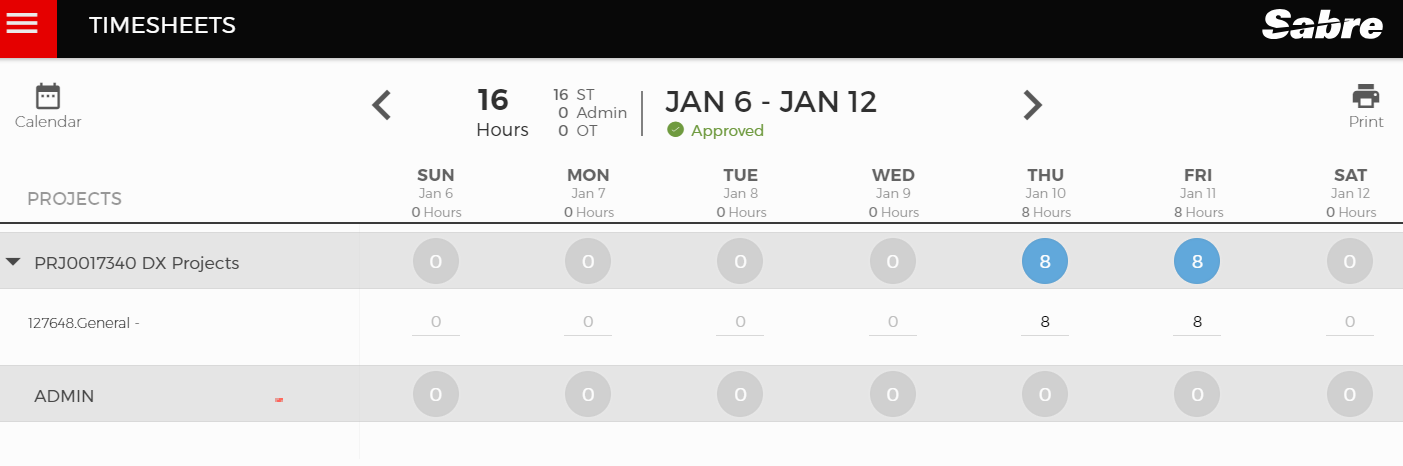 TIMESHEETS
Sabre
Calendar
16
Hours
16 ST
0 Admin
0 OT
JAN 6 - JAN 12
Approved
Print
PROJECTS
SUN MON TUE WED THU FRI SAT
Jan 6 Jan 7 Jan 8 Jan 9 Jan 10 Jan 11 Jan 12
0 Hours 0 Hours 0 Hours 0 Hours 8 Hours 8 Hours 0 Hours
PRJ0017340 DX Projects 0 0 0 0 8 8 0
127648.General - 0 0 0 0 8 8 0
ADMIN 0 0 0 0 0 0 0